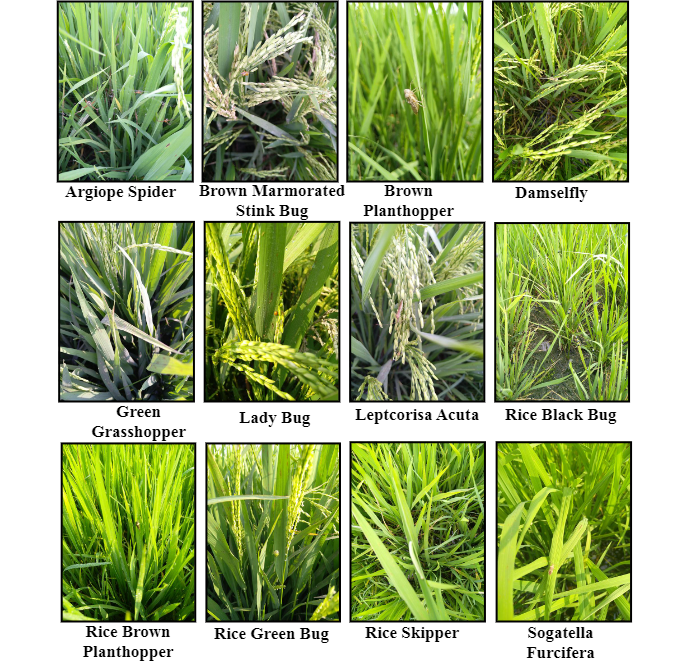 Argiope Spider
Brown Marmorated
Stink Bug
Brown
Planthopper
Damselfly
Green
Grasshopper
Lady Bug
Leptcorisa Acuta
Rice Black Bug
Rice Brown
Planthopper
Rice Green Bug
Rice Skipper
Sogatella
Furcifera